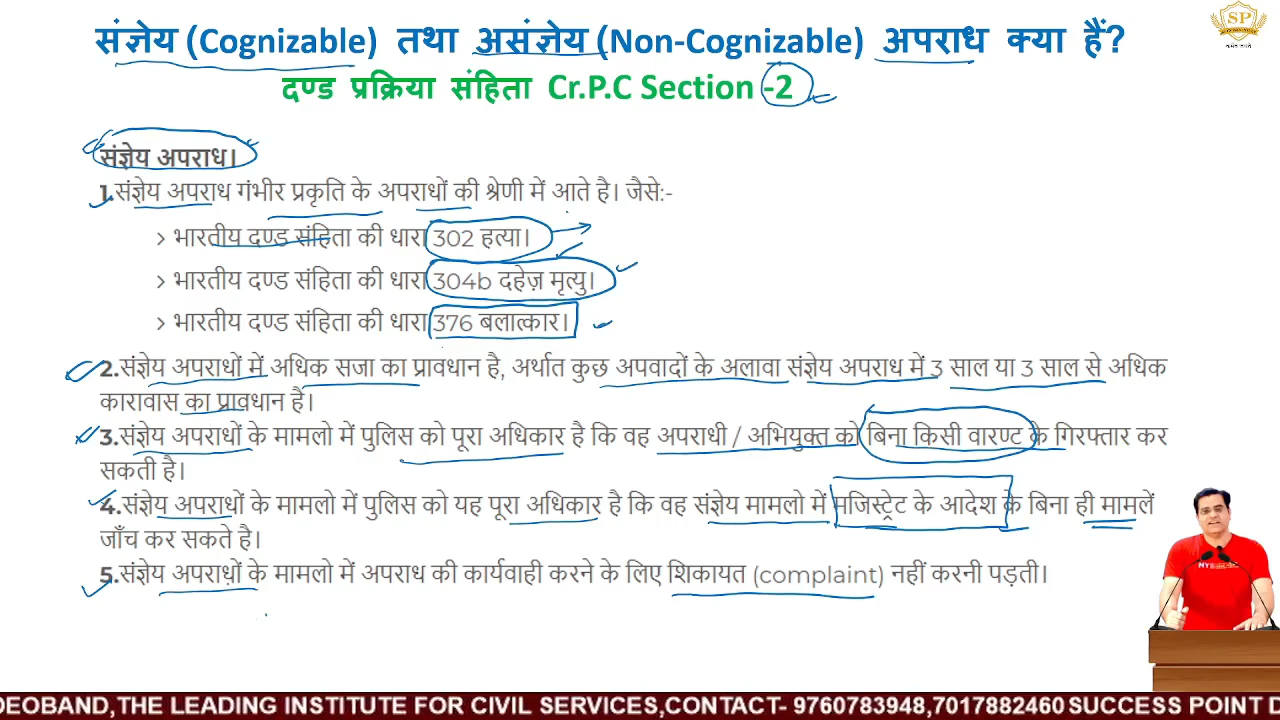 संज्ञेय (Cognizable) तथा असंज्ञेय (Non-Cognizable) अपराध क्या हैं?
SP
दण्ड प्रक्रिया संहिता Cr.P.C Section -2
संज्ञेय अपराध।
1.संज्ञेय अपराध गंभीर प्रकृति के अपराधों की श्रेणी में आते है। जैसे:-
> भारतीय दण्ड संहिता की धारा 302 हत्या।
> भारतीय दण्ड संहिता की धारा 304b दहेज़ मृत्यु।
> भारतीय दण्ड संहिता की धारा 376 बलात्कार।
2.संज्ञेय अपराधों में अधिक सजा का प्रावधान है, अर्थात कुछ अपवादों के अलावा संज्ञेय अपराध में 3 साल या 3 साल से अधिक
कारावास का प्रावधान है।
3.संज्ञेय अपराधों के मामलो में पुलिस को पूरा अधिकार है कि वह अपराधी / अभियुक्त को बिना किसी वारण्ट के गिरफ्तार कर
सकती है।
4.संज्ञेय अपराधों के मामलो में पुलिस को यह पूरा अधिकार है कि वह संज्ञेय मामलो में मजिस्ट्रेट के आदेश के बिना ही मामलें
जाँच कर सकते है।
5.संज्ञेय अपराधों के मामलो में अपराध की कार्यवाही करने के लिए शिकायत (complaint) नहीं करनी पड़ती।
DEOBAND,THE LEADING INSTITUTE FOR CIVIL SERVICES,CONTACT- 9760783948,7017882460 SUCCESS POINT D